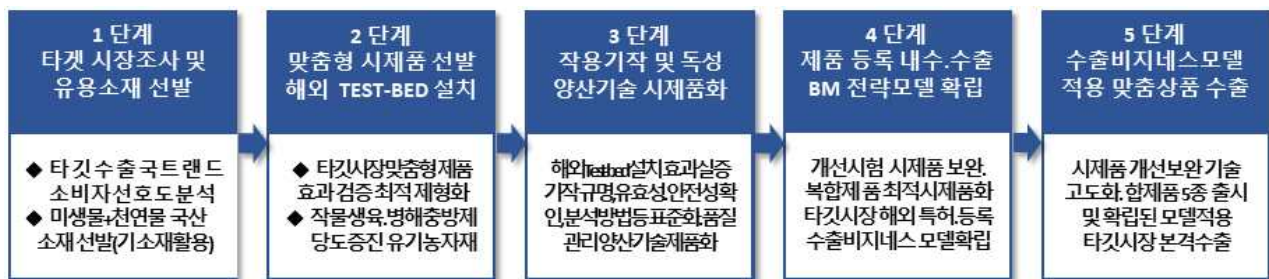 1 단계
타겟 시장조사 및
유용소재 선발
◆ 타깃수출국트랜드
소비자선호도분석
◆ 미생물+천연물 국산
소재 선발(기소재활용)
2 단계
맞춤형 시제품 선발
해외 TEST-BED 설치
◆ 타깃시장맞춤형제품
효과검증최적제형화
◆ 작물생육.병해충방제
당도증진 유기농자재
3 단계
작용기작 및 독성
양산기술 시제품화
해외Test-bed설치효과실증
기작규명,유효성.안전성확
인,분석방법등표준화.품질
관리양산기술제품화
4 단계
제품 등록 내수.수출
BM 전략모델 확립
개선시험 시제품 보완.
복합제품최적시제품화
타깃시장해외특허.등록
수출비지네스모델확립
5 단계
수출비지네스모델
적용 맞춤상품 수출
시제품 개선보완 기술
고도화. 합제품5종 출시
및 확립된 모델적용
타깃시장 본격수출